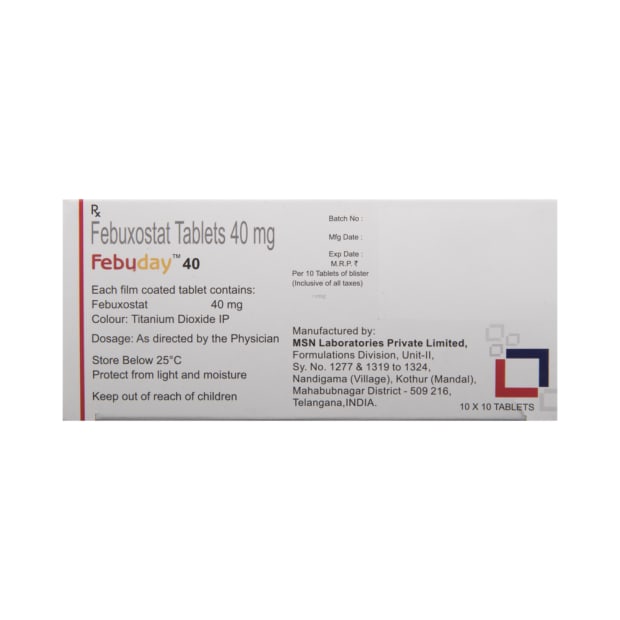 Rx
Febuxostat Tablets 40 mg
Febuday™ 40
Each film coated tablet contains:
Febuxostat 40 mg
Colour: Titanium Dioxide IP
Dosage: As directed by the Physician
Store Below 25°C
Protect from light and moisture
Keep out of reach of children
Batch No :
Mfg Date :
Exp Date :
M.R.P. ₹
Per 10 Tablets of blister
(Inclusive of all taxes)
Manufactured by:
MSN Laboratories Private Limited,
Formulations Division, Unit-II,
Sy. No. 1277 & 1319 to 1324,
Nandigama (Village), Kothur (Mandal),
Mahabubnagar District - 509 216,
Telangana,INDIA.
10 X 10 TABLETS